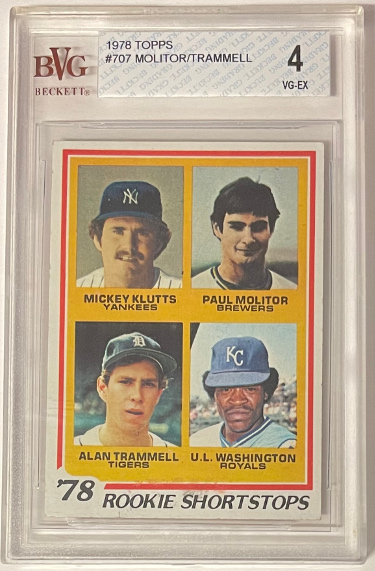 BVG
BECKETT®
1978 TOPPS
#707 MOLITOR/TRAMMELL
4
VG-EX
NY
MICKEY KLUTTS
YANKEES
PAUL MOLITOR
BREWERS
B
KC
ALAN TRAMMELL
TIGERS
U.L. WASHINGTON
ROYALS
'78 ROOKIE SHORTSTOPS